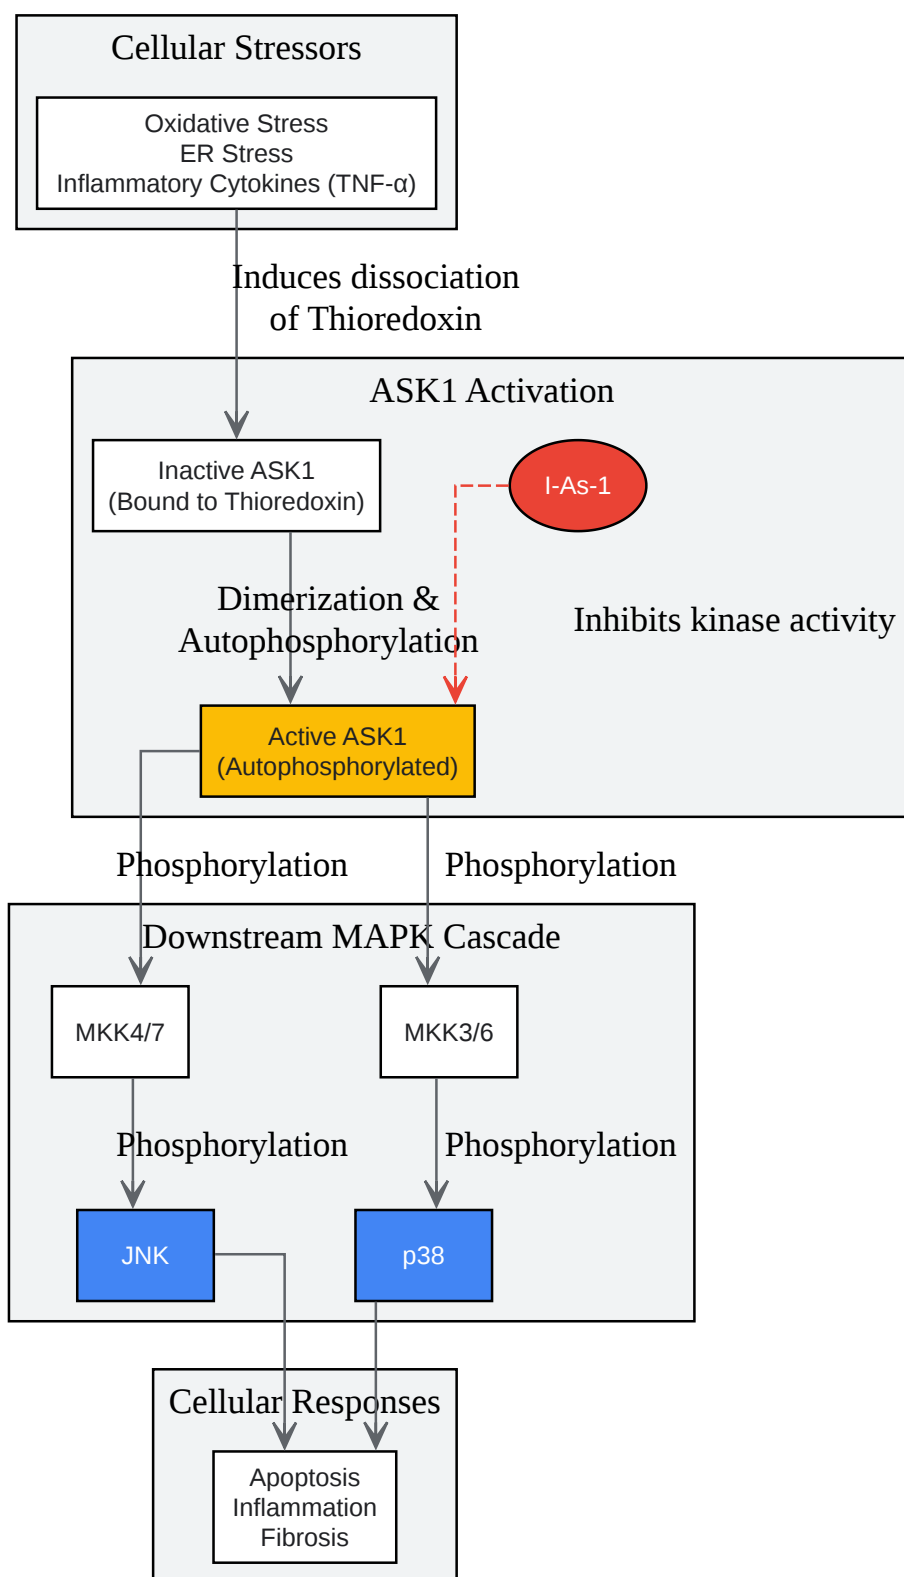 Cellular Stressors
Oxidative Stress
ER Stress
Inflammatory Cytokines (TNF-α)
Induces dissociation
of Thioredoxin
ASK1 Activation
Inactive ASK1
(Bound to Thioredoxin)
I-As-1
Dimerization &
Autophosphorylation
Inhibits kinase activity
Active ASK1
(Autophosphorylated)
Phosphorylation
Phosphorylation
Downstream MAPK Cascade
MKK4/7
MKK3/6
Phosphorylation
Phosphorylation
JNK
p38
Cellular Responses
Apoptosis
Inflammation
Fibrosis